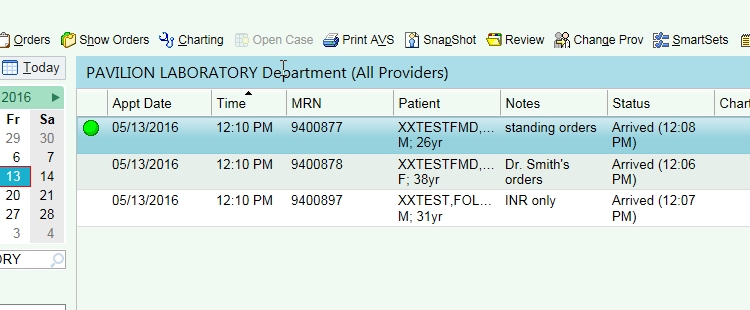 Orders Show Orders Charting Open Case Print AVS SnapShot Review Change Prov SmartSets
Today
PAVILION LABORATORY Department (All Providers)
2016
Appt Date Time MRN Patient Notes Status Chart
Fr Sa
29 30
6 7
13 14
20 21
27 28
3 4
05/13/2016 12:10 PM 9400877 XXTESTFMD,... standing orders Arrived (12:08
M; 26yr PM)
05/13/2016 12:10 PM 9400878 XXTESTFMD,... Dr. Smith's Arrived (12:06
F; 38yr orders PM)
05/13/2016 12:10 PM 9400897 XXTEST,FOL... INR only Arrived (12:07
M; 31yr PM)
ORY